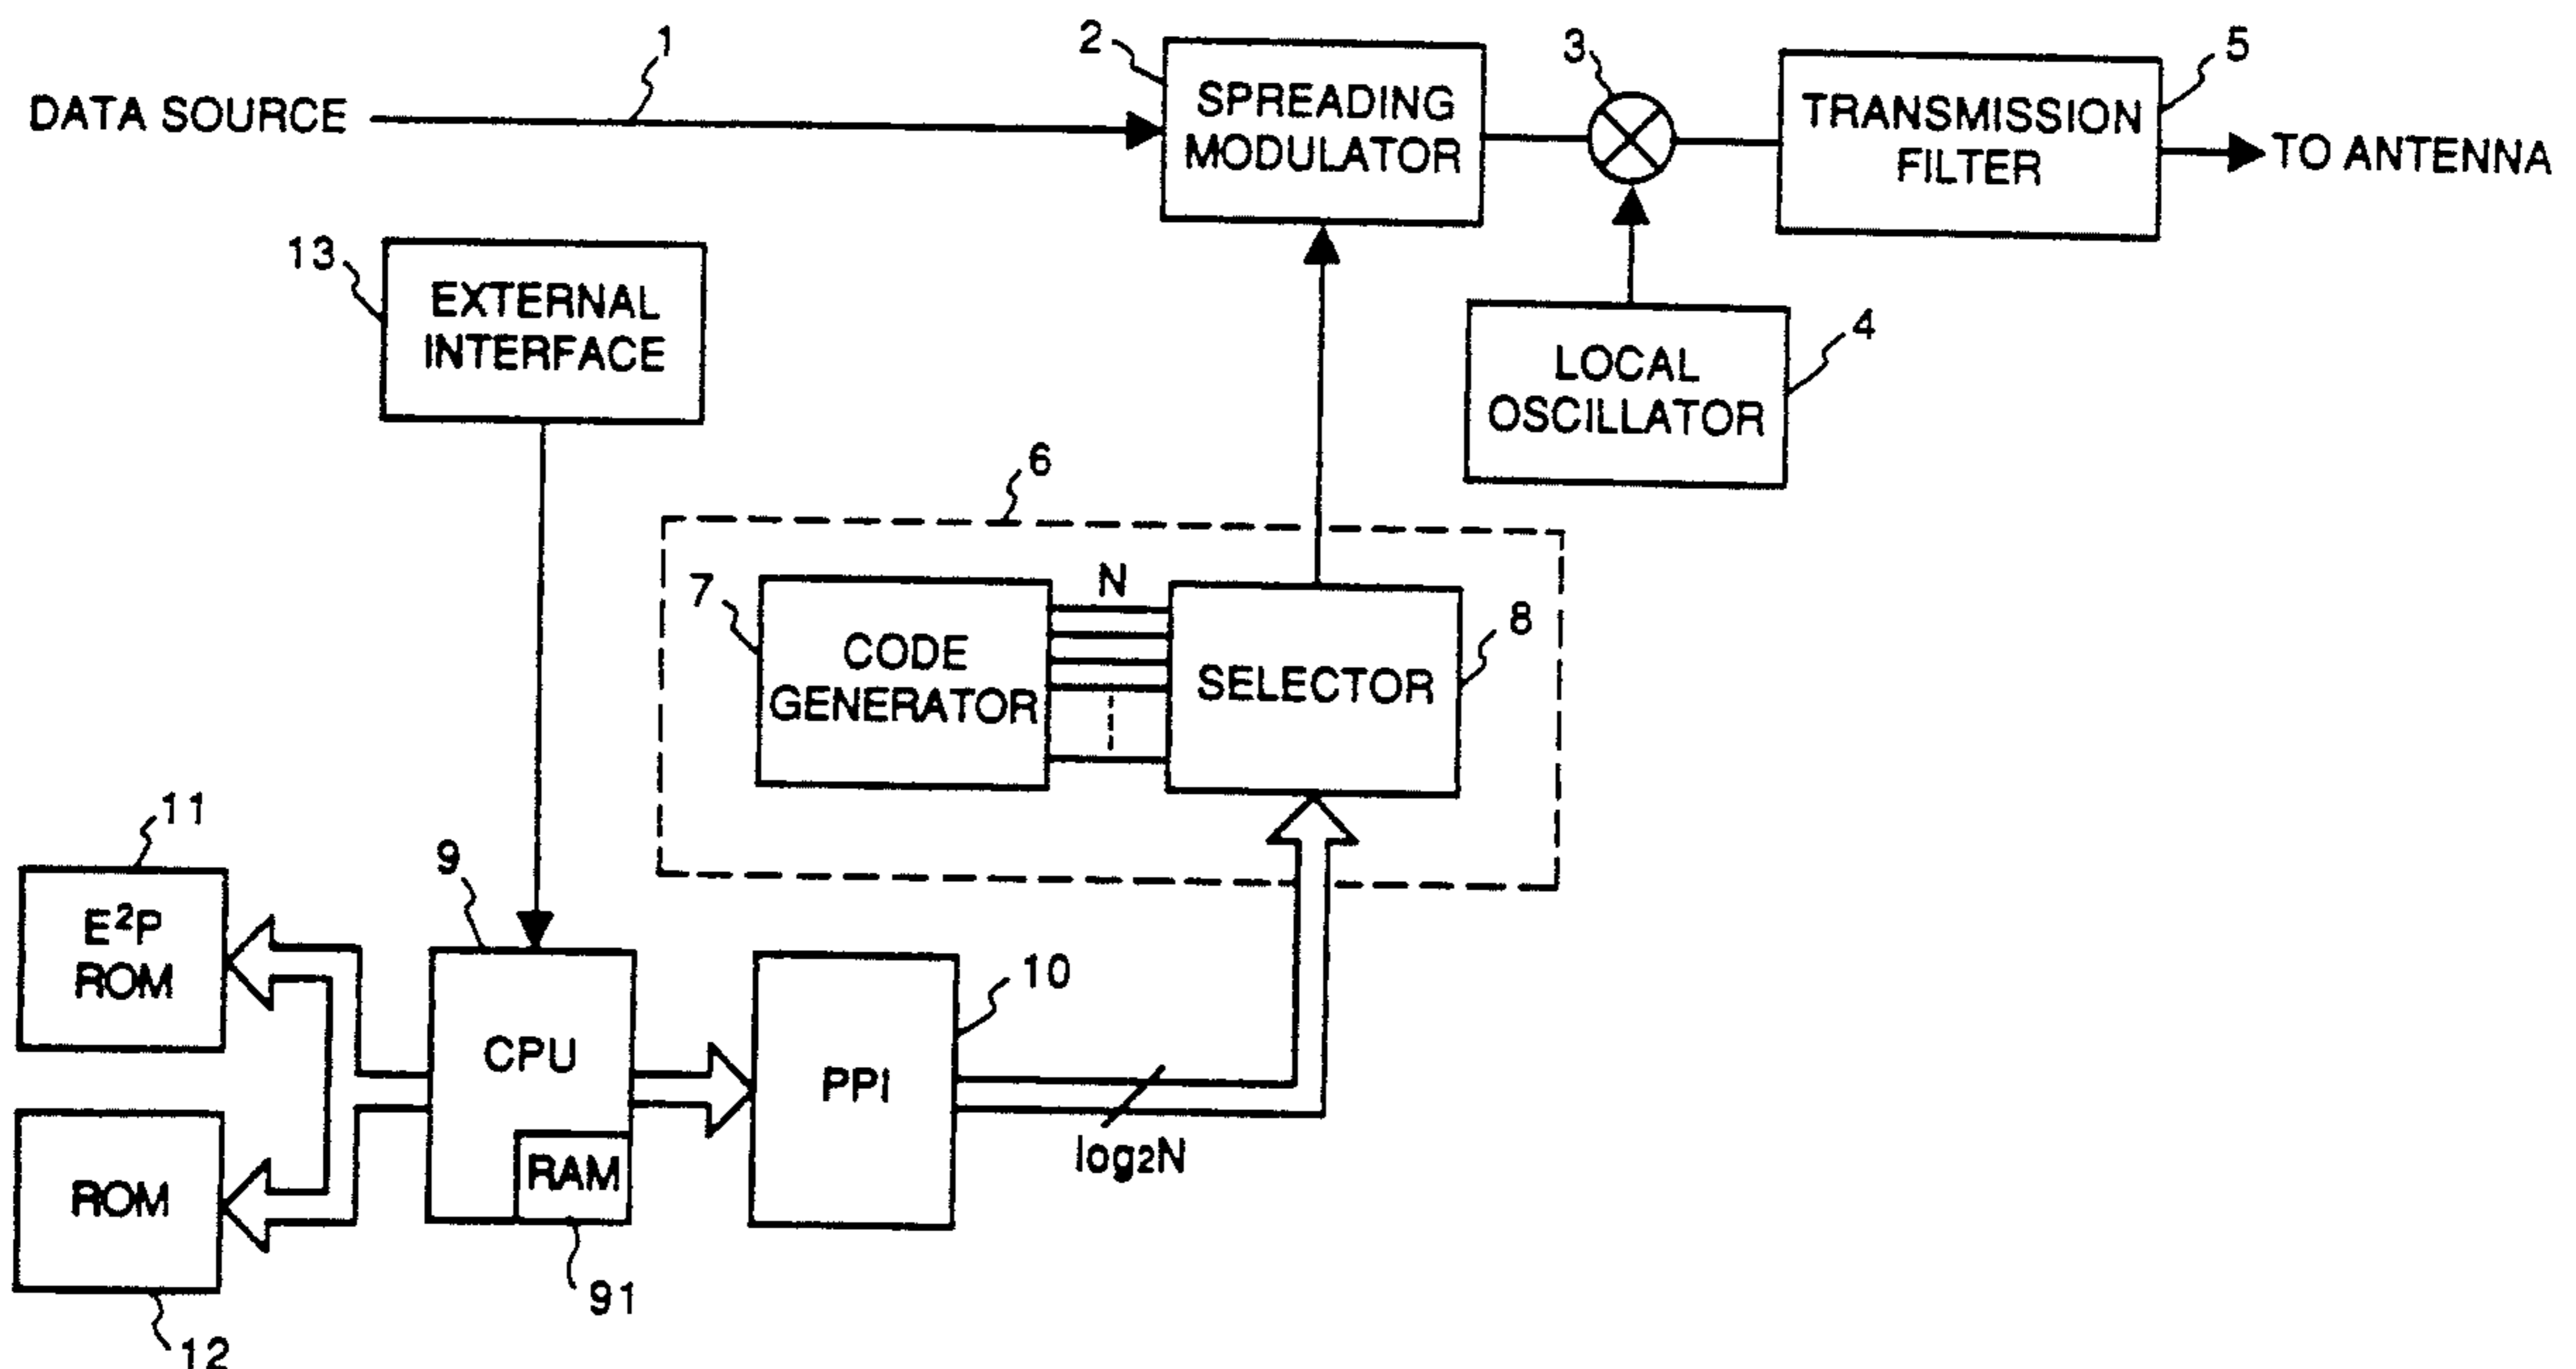 1
2
3
5
DATA SOURCE
SPREADING
MODULATOR
TRANSMISSION
FILTER
TO ANTENNA
13
EXTERNAL
INTERFACE
4
LOCAL
OSCILLATOR
6
7
N
8
CODE
GENERATOR
SELECTOR
11
9
E²P
ROM
10
CPU
PPI
RAM
log₂N
ROM
91
12